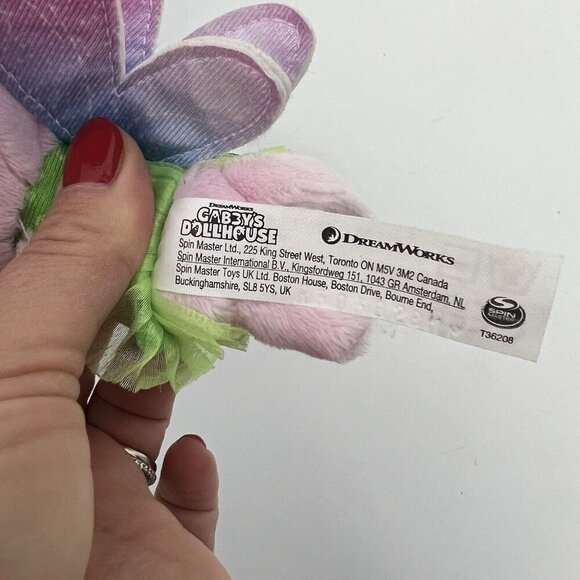 DREAMWORKS
GABBY'S
DOLLHOUSE
DREAMWORKS
Spin Master Ltd., 225 King Street West, Toronto ON M5V 3M2 Canada
Spin Master International B.V., Kingsfordweg 151, 1043 GR Amsterdam, NL
Spin Master Toys UK Ltd. Boston House, Boston Drive, Bourne End,
Buckinghamshire, SL8 5YS, UK
SPIN
MASTER
T36208